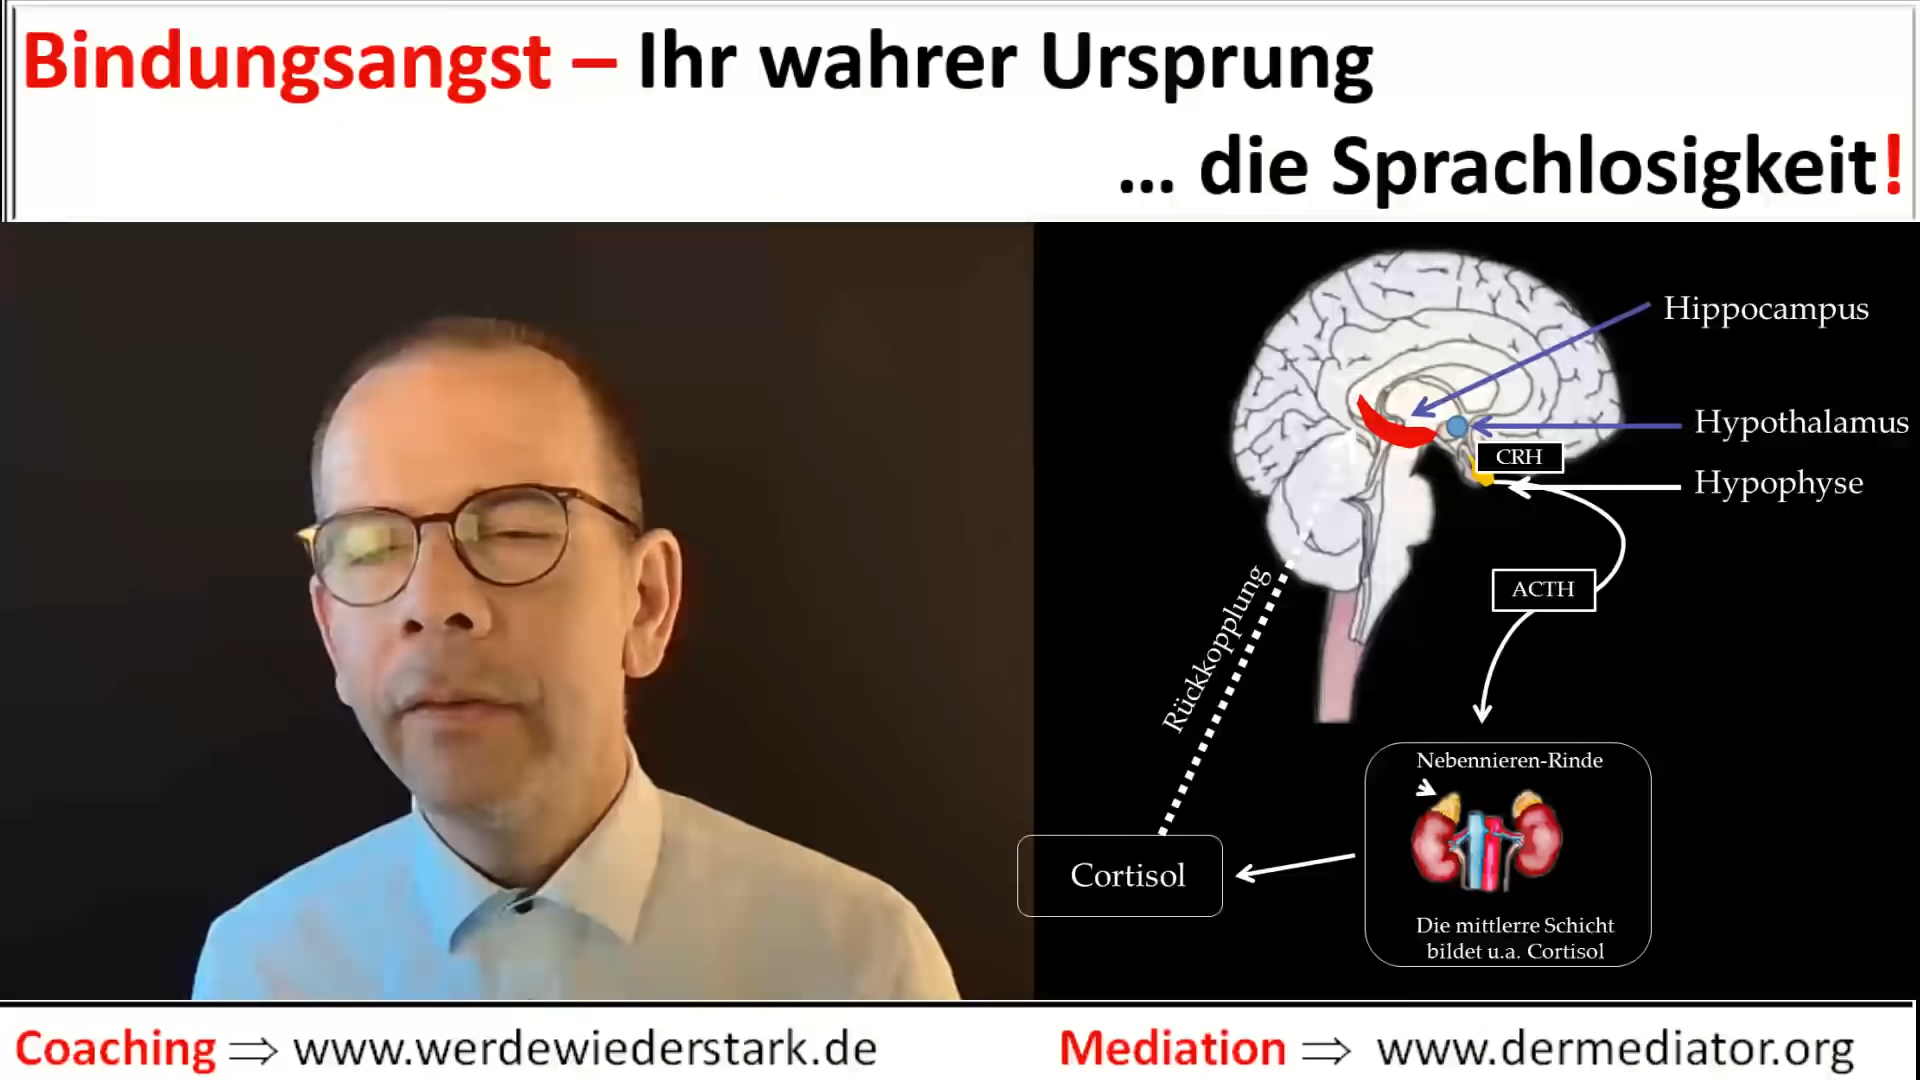 Bindungsangst – Ihr wahrer Ursprung
... die Sprachlosigkeit!
Hippocampus
Hypothalamus
CRH
Hypophyse
ACTH
Rückkopplung
Nebennieren-Rinde
Cortisol
Die mittlerre Schicht
bildet u.a. Cortisol
Coaching ⇒ www.werdewiederstark.de
Mediation ⇒ www.dermediator.org